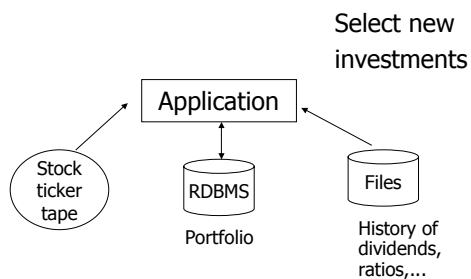 Select new
investments
Application
Stock
ticker
tape
RDBMS
Portfolio
Files
History of
dividends,
ratios,...